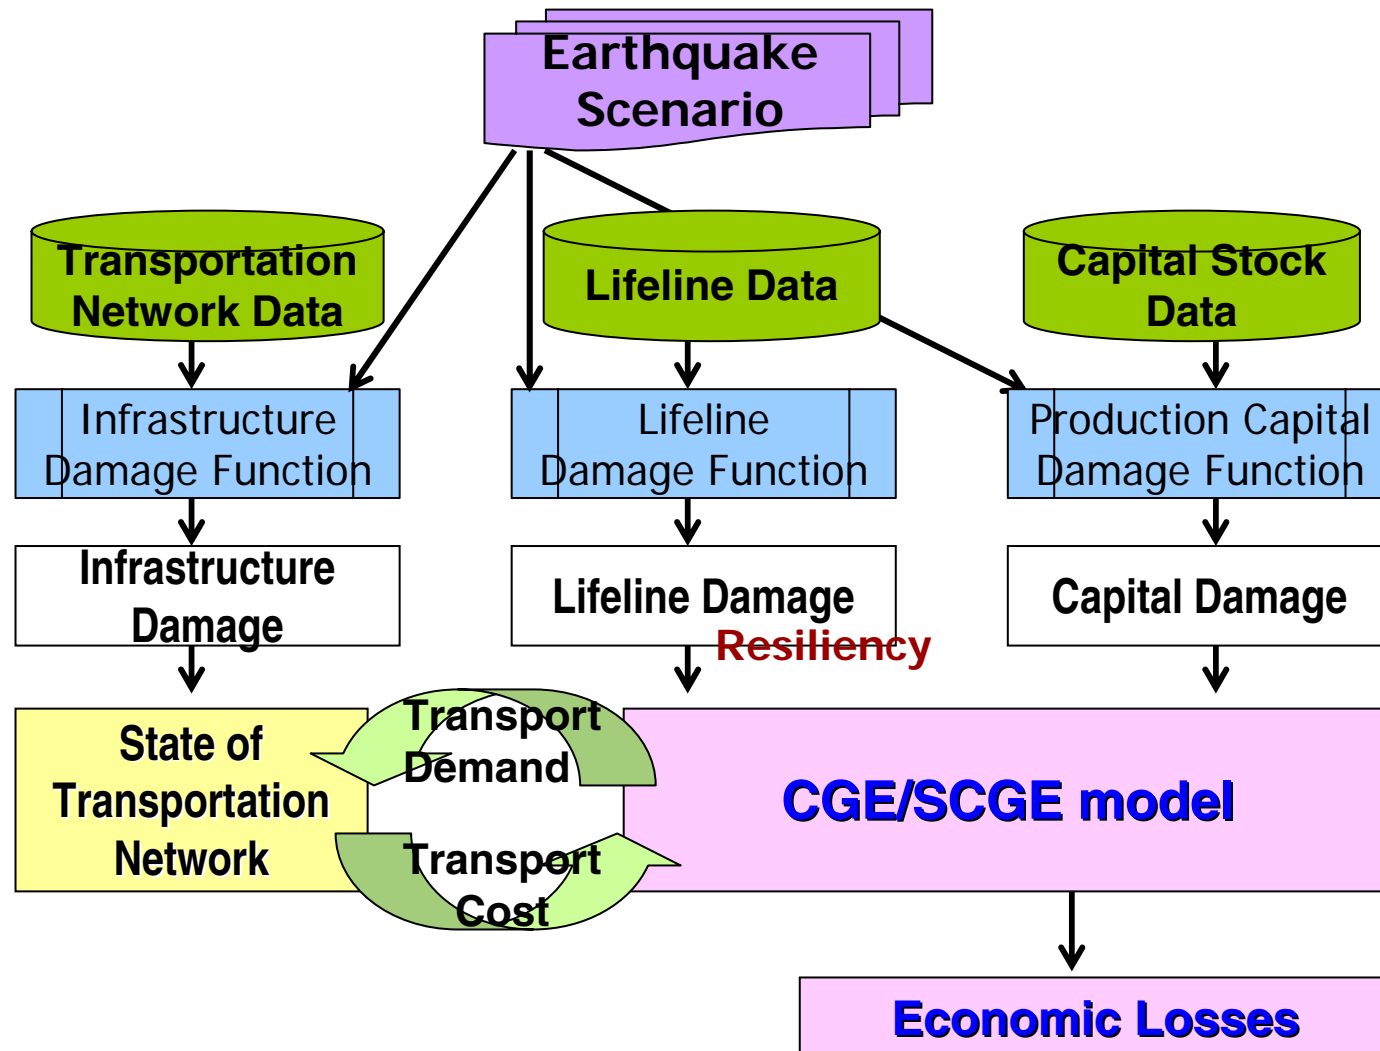 Earthquake
Scenario
Transportation
Network Data
Lifeline Data
Capital Stock
Data
Infrastructure
Damage Function
Lifeline
Damage Function
Production Capital
Damage Function
Infrastructure
Damage
Lifeline Damage
Capital Damage
Resiliency
State of
Transportation
Network
Transport
Demand
Transport
Cost
CGE/SCGE model
Economic Losses